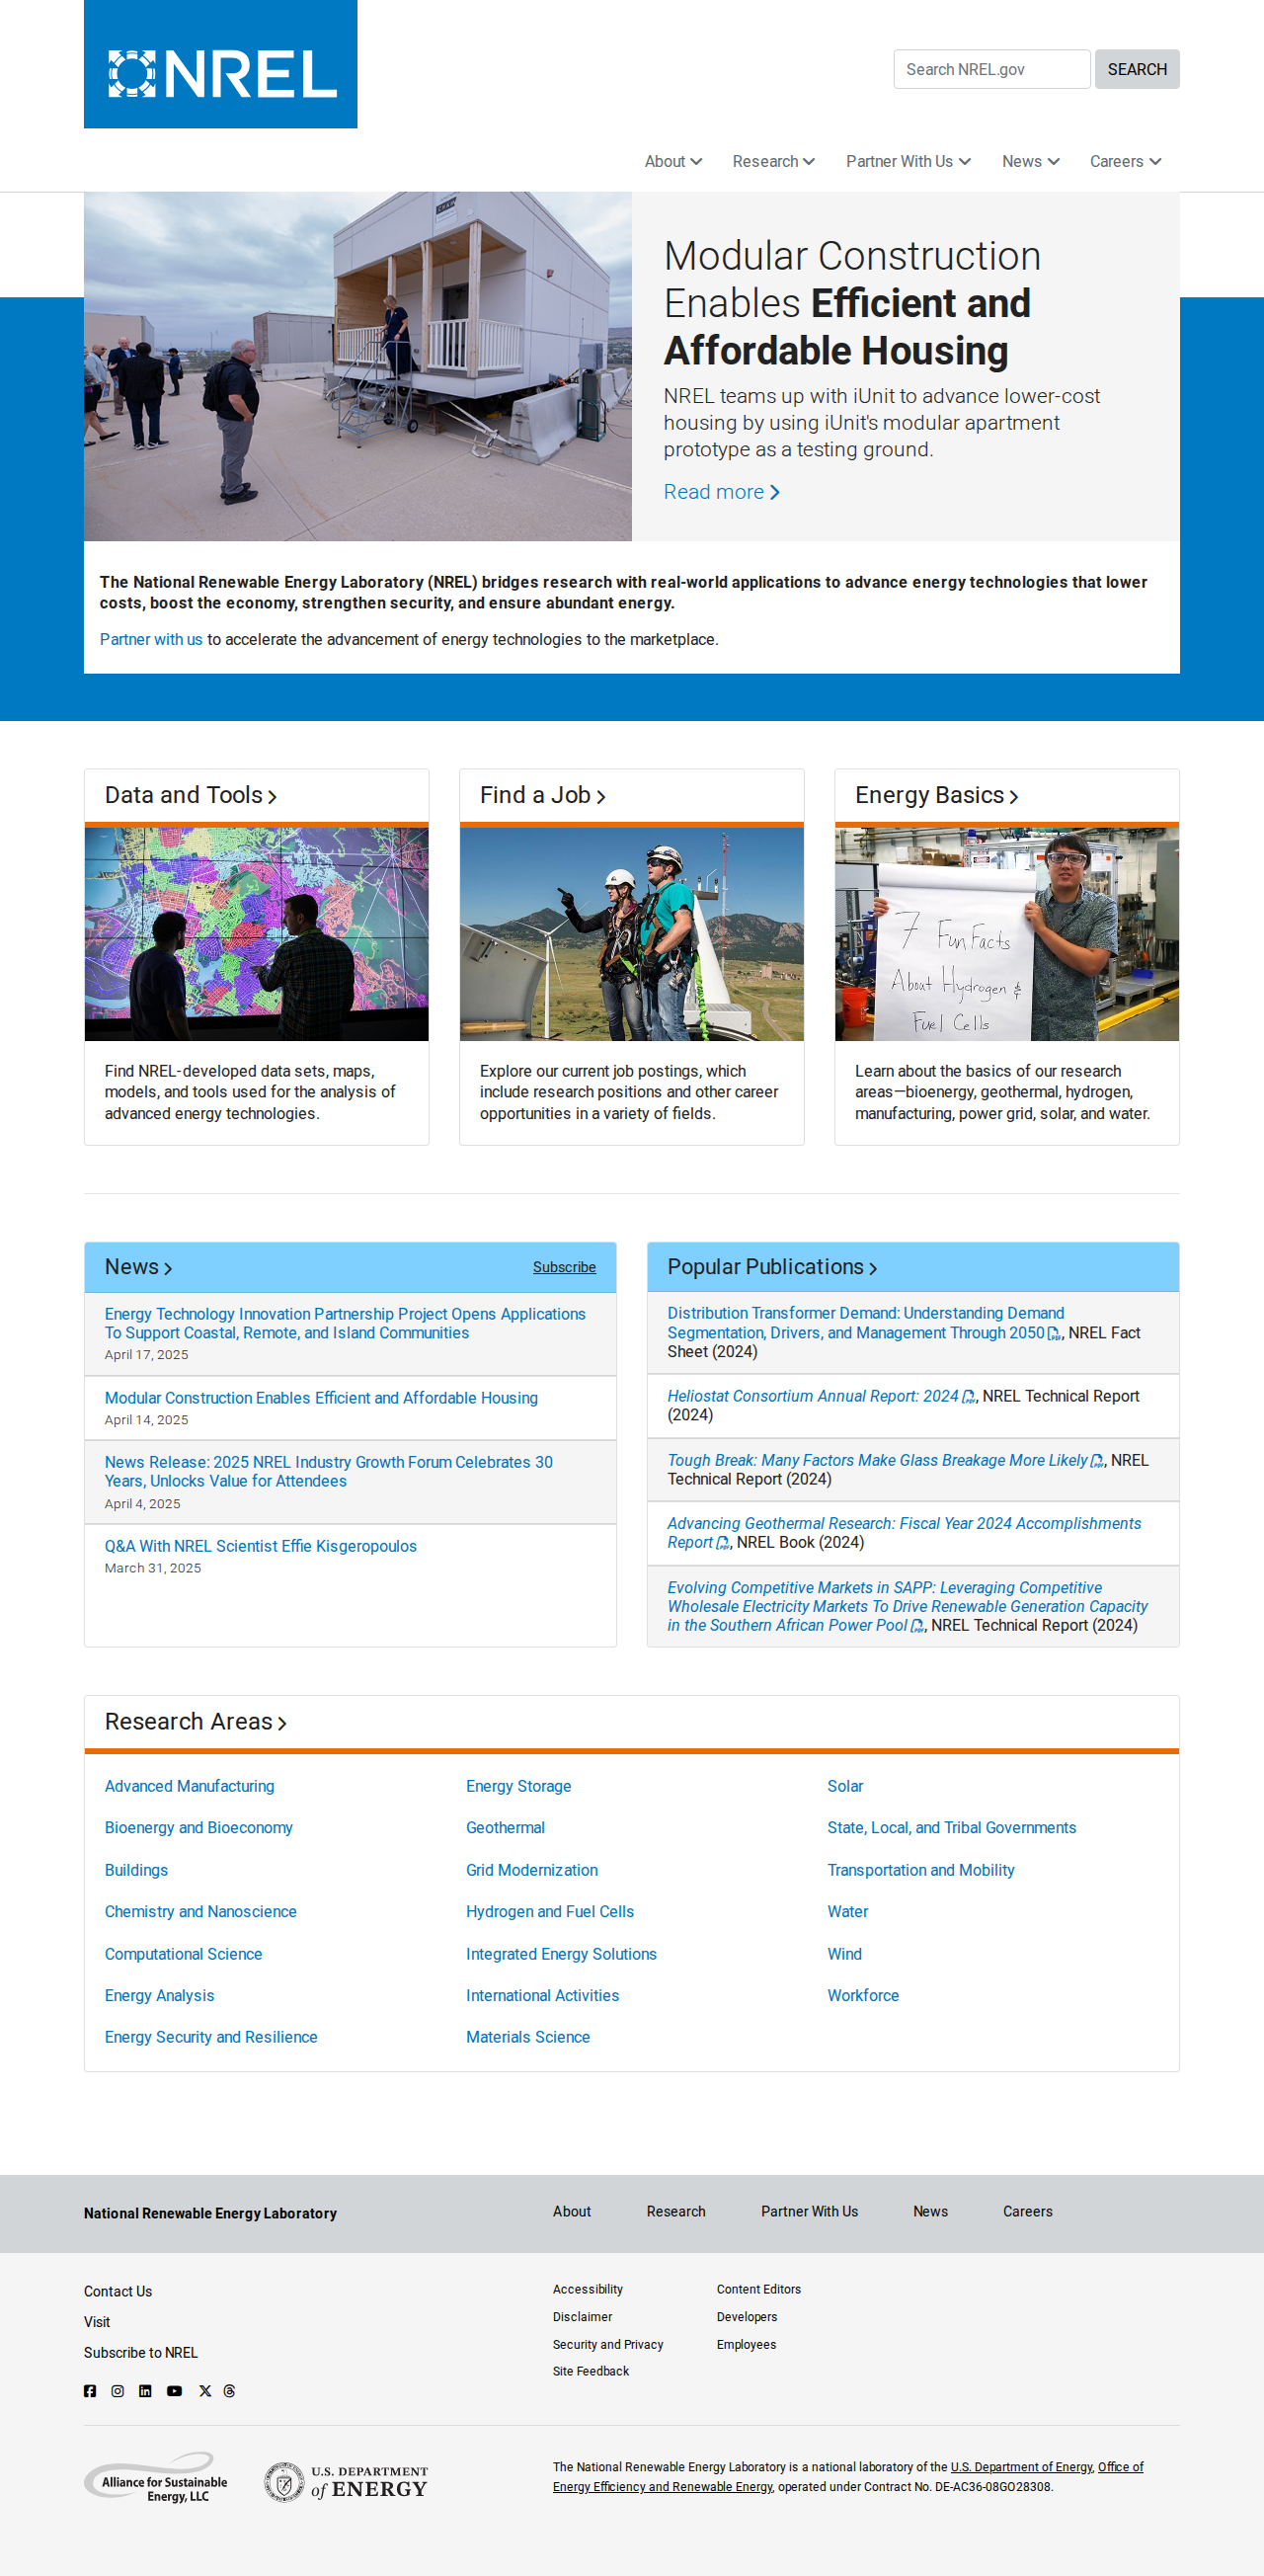 NREL
Search NREL.gov
SEARCH
About
Research
Partner With Us
News
Careers
Modular Construction
Enables Efficient and
Affordable Housing
NREL teams up with iUnit to advance lower-cost
housing by using iUnit's modular apartment
prototype as a testing ground.
Read more
The National Renewable Energy Laboratory (NREL) bridges research with real-world applications to advance energy technologies that lower
costs, boost the economy, strengthen security, and ensure abundant energy.
Partner with us to accelerate the advancement of energy technologies to the marketplace.
Data and Tools
Find NREL-developed data sets, maps,
models, and tools used for the analysis of
advanced energy technologies.
Find a Job
Explore our current job postings, which
include research positions and other career
opportunities in a variety of fields.
Energy Basics
7 Fun Facts
About Hydrogen &
Fuel Cells
Learn about the basics of our research
areas—bioenergy, geothermal, hydrogen,
manufacturing, power grid, solar, and water.
News
Subscribe
Energy Technology Innovation Partnership Project Opens Applications
To Support Coastal, Remote, and Island Communities
April 17, 2025
Modular Construction Enables Efficient and Affordable Housing
April 14, 2025
News Release: 2025 NREL Industry Growth Forum Celebrates 30
Years, Unlocks Value for Attendees
April 4, 2025
Q&A With NREL Scientist Effie Kisgeropoulos
March 31, 2025
Popular Publications
Distribution Transformer Demand: Understanding Demand
Segmentation, Drivers, and Management Through 2050, NREL Fact
Sheet (2024)
Heliostat Consortium Annual Report: 2024, NREL Technical Report
(2024)
Tough Break: Many Factors Make Glass Breakage More Likely, NREL
Technical Report (2024)
Advancing Geothermal Research: Fiscal Year 2024 Accomplishments
Report, NREL Book (2024)
Evolving Competitive Markets in SAPP: Leveraging Competitive
Wholesale Electricity Markets To Drive Renewable Generation Capacity
in the Southern African Power Pool, NREL Technical Report (2024)
Research Areas
Advanced Manufacturing
Bioenergy and Bioeconomy
Buildings
Chemistry and Nanoscience
Computational Science
Energy Analysis
Energy Security and Resilience
Energy Storage
Geothermal
Grid Modernization
Hydrogen and Fuel Cells
Integrated Energy Solutions
International Activities
Materials Science
Solar
State, Local, and Tribal Governments
Transportation and Mobility
Water
Wind
Workforce
National Renewable Energy Laboratory
About
Research
Partner With Us
News
Careers
Contact Us
Visit
Subscribe to NREL
Accessibility
Disclaimer
Security and Privacy
Site Feedback
Content Editors
Developers
Employees
Alliance for Sustainable
Energy, LLC
U.S. DEPARTMENT
of ENERGY
The National Renewable Energy Laboratory is a national laboratory of the U.S. Department of Energy, Office of
Energy Efficiency and Renewable Energy, operated under Contract No. DE-AC36-08GO28308.